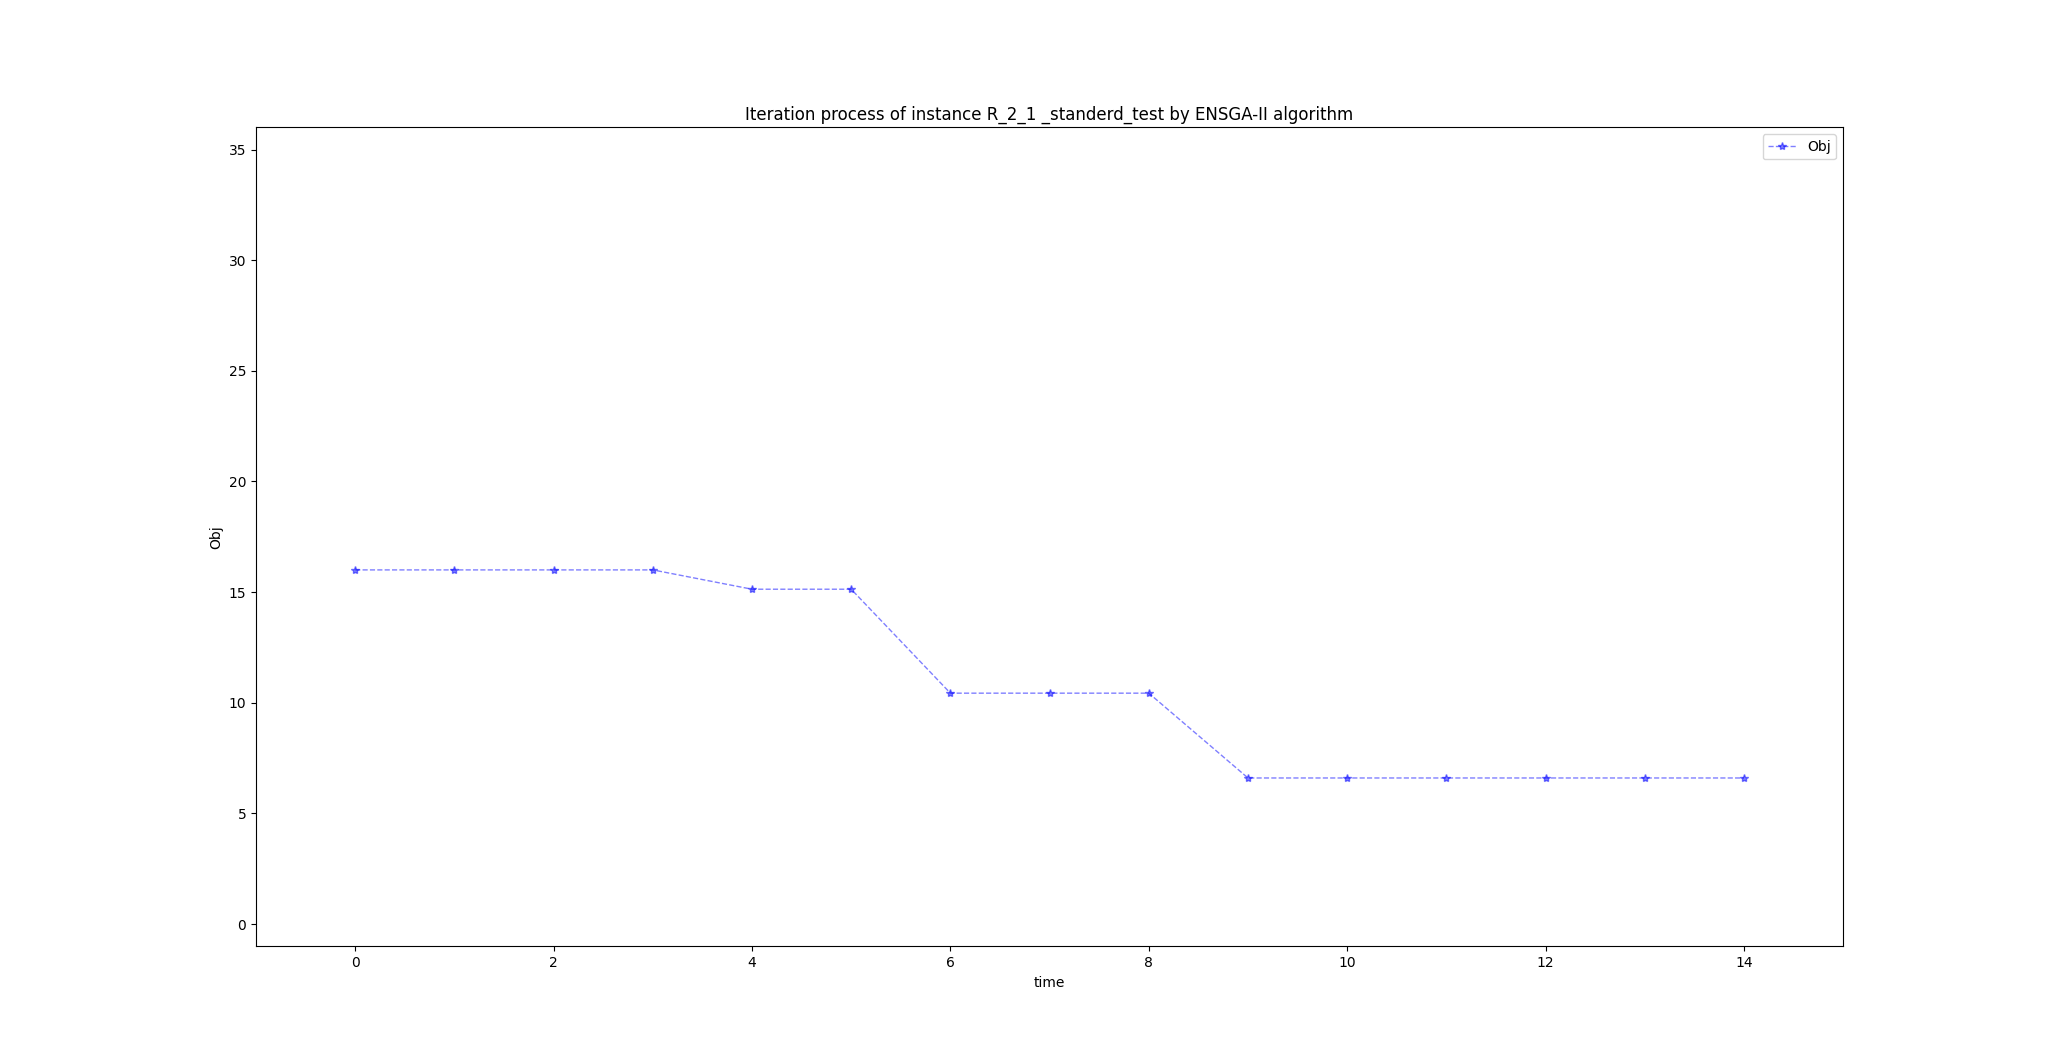 Iteration process of instance R_2_1 _standerd_test by ENSGA-II algorithm
Obj
35
30
25
20
15
10
5
0
Obj
0 2 4 6 8 10 12 14
time